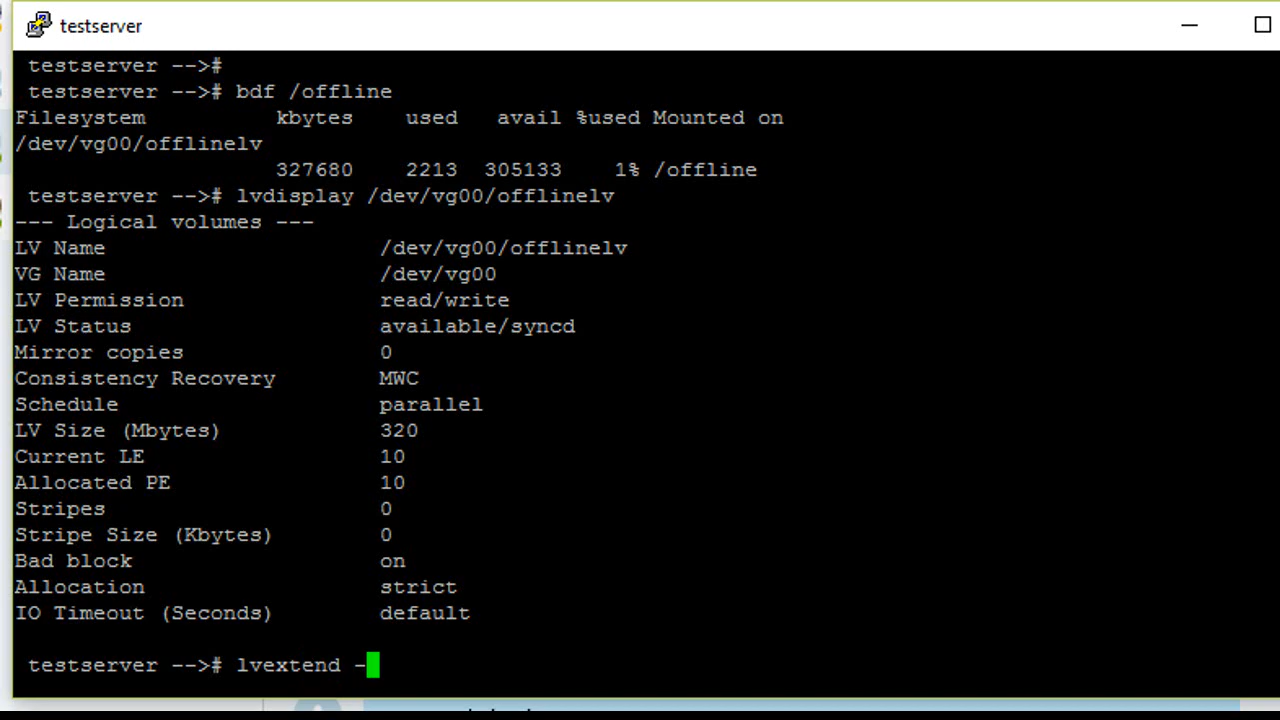 testserver
testserver -->#
testserver --># bdf /offline
Filesystem kbytes used avail %used Mounted on
/dev/vg00/offlinelv
327680 2213 305133 1% /offline
testserver --># lvdisplay /dev/vg00/offlinelv
--- Logical volumes ---
LV Name /dev/vg00/offlinelv
VG Name /dev/vg00
LV Permission read/write
LV Status available/syncd
Mirror copies 0
Consistency Recovery MWC
Schedule parallel
LV Size (Mbytes) 320
Current LE 10
Allocated PE 10
Stripes 0
Stripe Size (Kbytes) 0
Bad block on
Allocation strict
IO Timeout (Seconds) default
testserver --># lvextend -